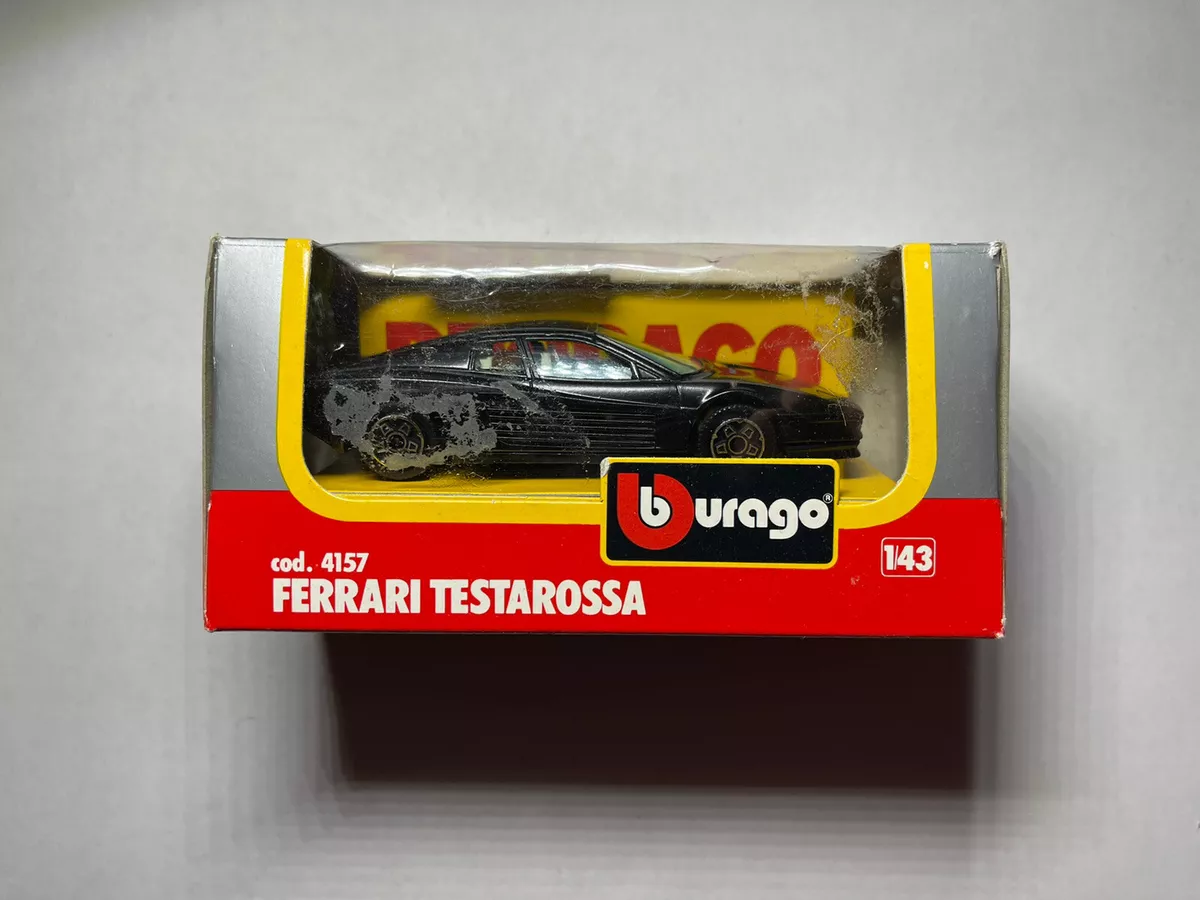 burago®
cod. 4157
FERRARI TESTAROSSA
1/43